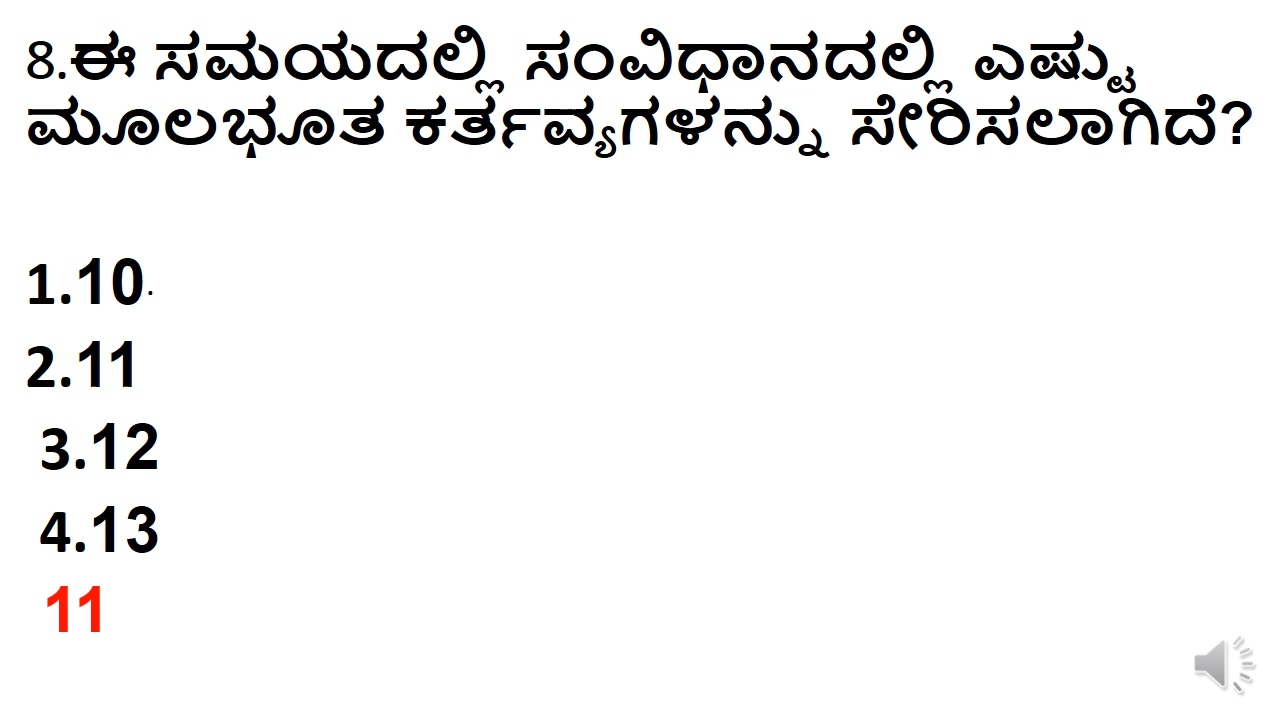 8.ಈ ಸಮಯದಲ್ಲಿ ಸಂವಿಧಾನದಲ್ಲಿ ಎಷ್ಟು
ಮೂಲಭೂತ ಕರ್ತವ್ಯಗಳನ್ನು ಸೇರಿಸಲಾಗಿದೆ?
1.10.
2.11
3.12
4.13
11